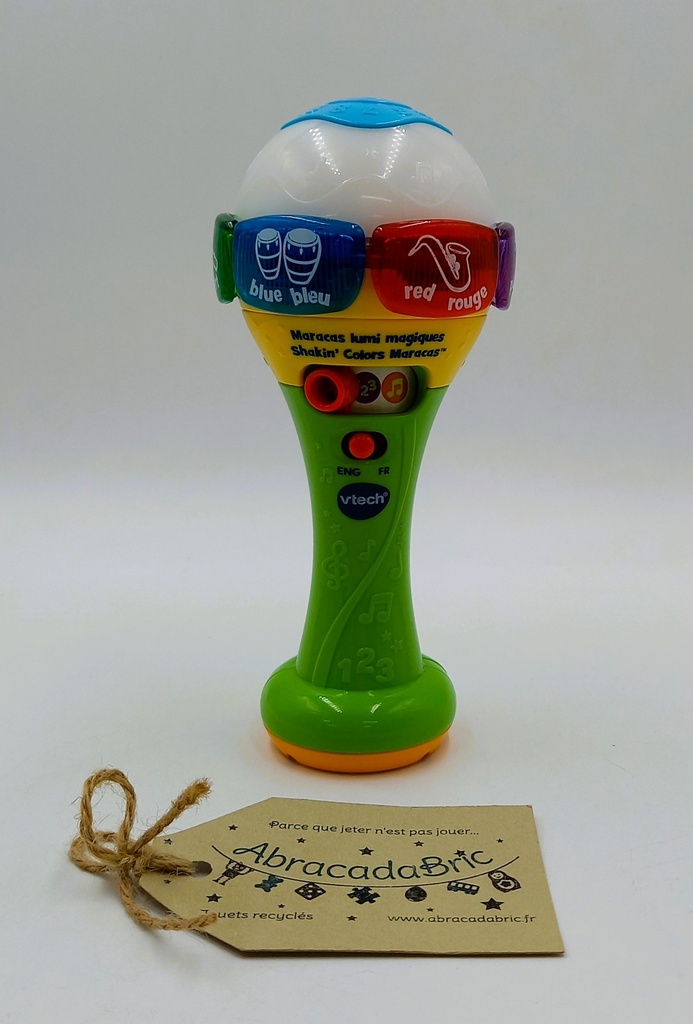 blue bleu
red rouge
Maracas lumi magiques
Shakin' Colors Maracas™
23
ENG FR
vtech®
123
Parce que jeter n'est pas jouer...
AbracadaBric
Jouets recyclés
www.abracadabric.fr